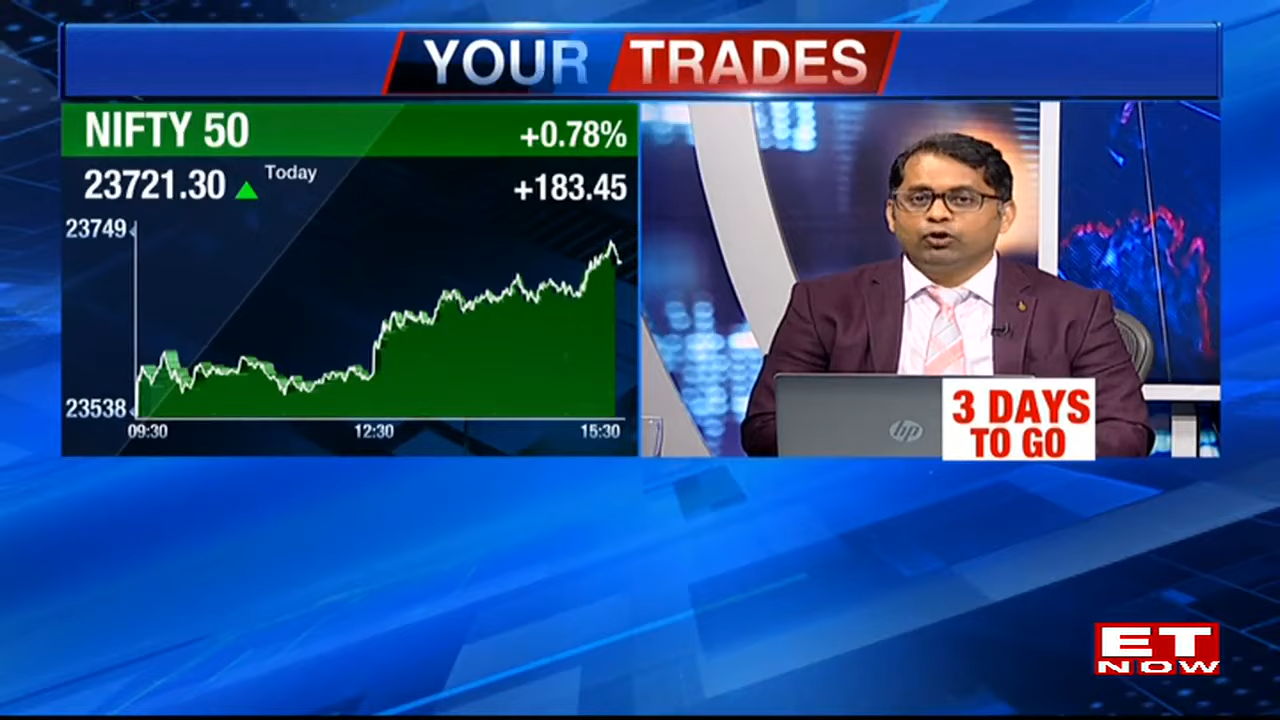 YOUR TRADES
NIFTY 50
+0.78%
23721.30
Today
+183.45
23749
23538
09:30
12:30
15:30
hp
3 DAYS
TO GO
ET
NOW